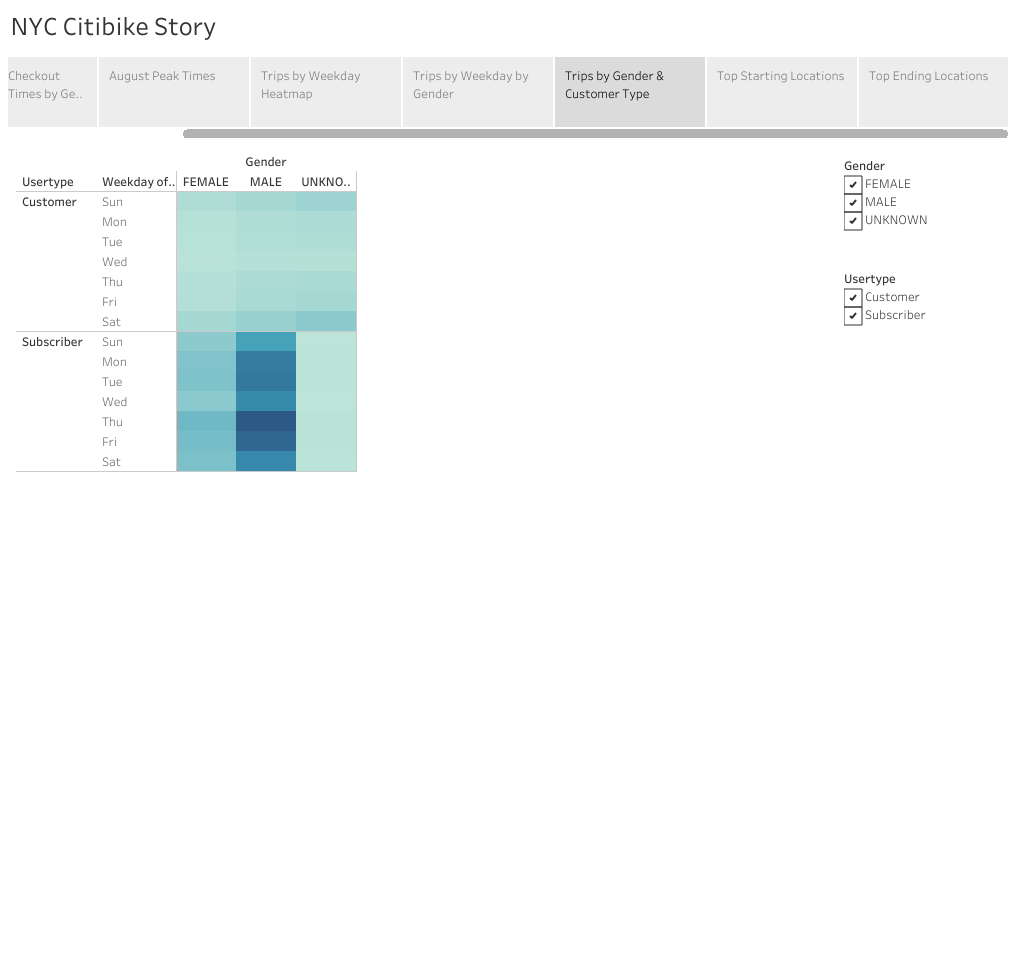 NYC Citibike Story
Checkout
Times by Ge..
August Peak Times
Trips by Weekday
Heatmap
Trips by Weekday by
Gender
Trips by Gender &
Customer Type
Top Starting Locations
Top Ending Locations
Gender
Usertype Weekday of.. FEMALE MALE UNKNO..
Customer Sun
Mon
Tue
Wed
Thu
Fri
Sat
Subscriber Sun
Mon
Tue
Wed
Thu
Fri
Sat
Gender
FEMALE
MALE
UNKNOWN
Usertype
Customer
Subscriber